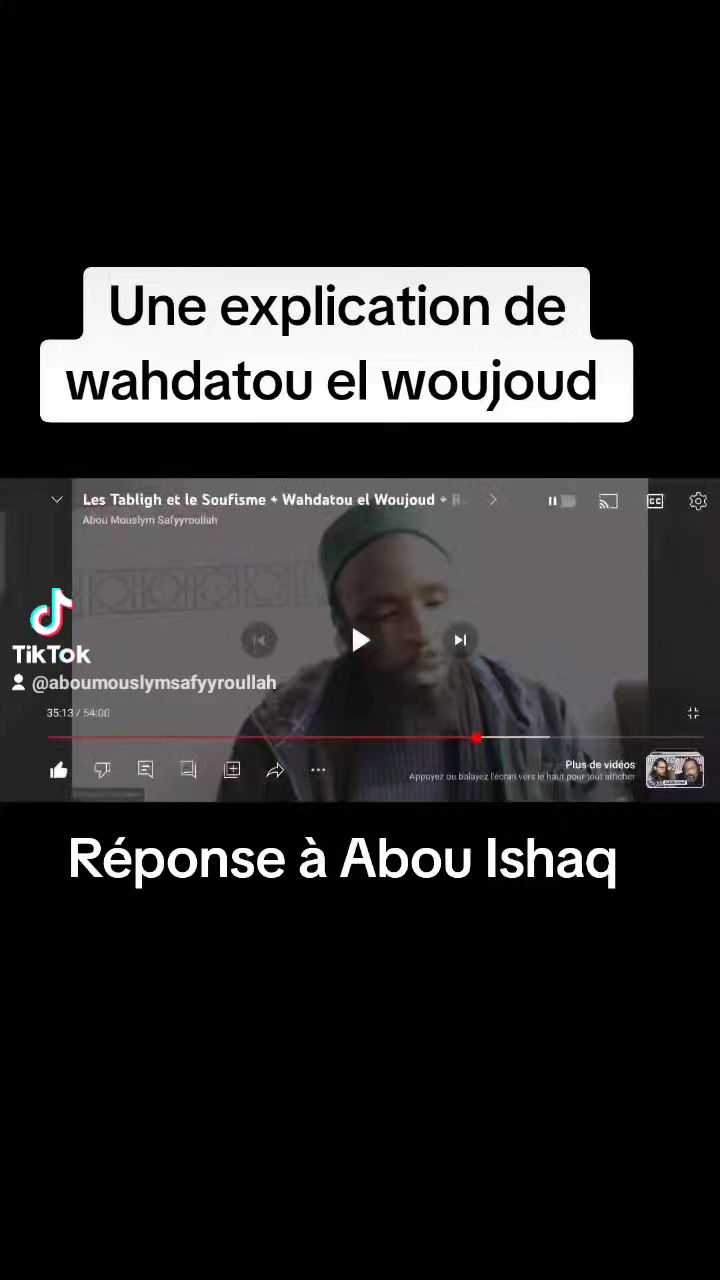 Une explication de
wahdatou el woujoud
Les Tabligh et le Soufisme + Wahdatou el Woujoud +
Abou Mouslym Safyyroullah
CC
TikTok
@aboumouslymsafyyroullah
35:13 / 54:00
Plus de vidéos
Appuyez ou balayez l'écran vers le haut pour tout afficher
Réponse à Abou Ishaq